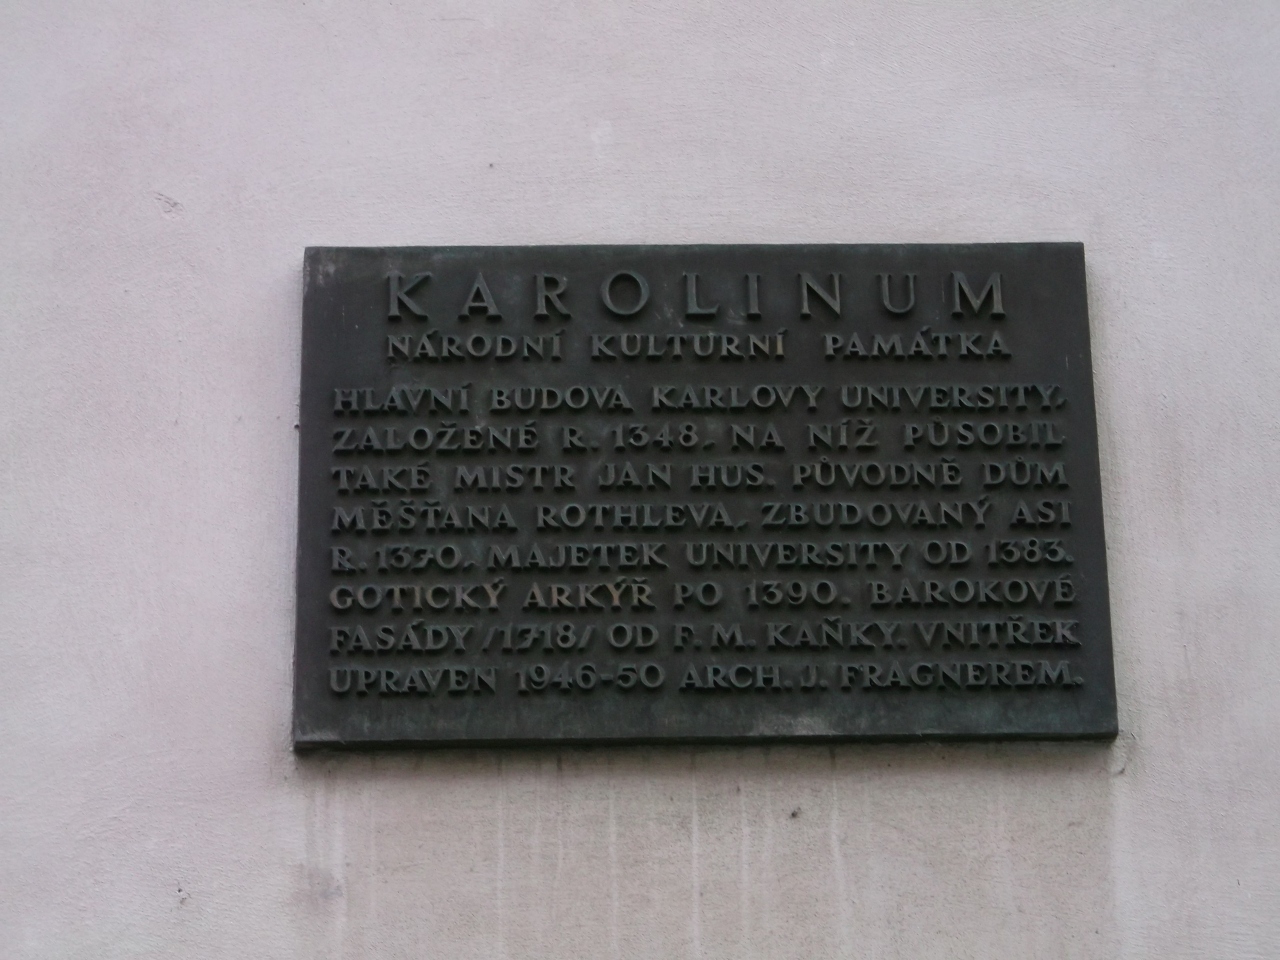 KAROLINUM
NÁRODNÍ KULTURNÍ PAMÁTKA
HLAVNÍ BUDOVA KARLOVY UNIVERSITY,
ZALOŽENÉ R. 1348. NA NÍŽ PŮSOBIL
TAKÉ MISTR JAN HUS. PŮVODNĚ DŮM
MĚŠŤANA ROTHLEVA, ZBUDOVANÝ ASI
R. 1370. MAJETEK UNIVERSITY OD 1383.
GOTICKÝ ARKÝŘ PO 1390. BAROKOVÉ
FASÁDY /1718/ OD F. M. KAŇKY. VNITŘEK
UPRAVEN 1946-50 ARCH. J. FRAGNEREM.